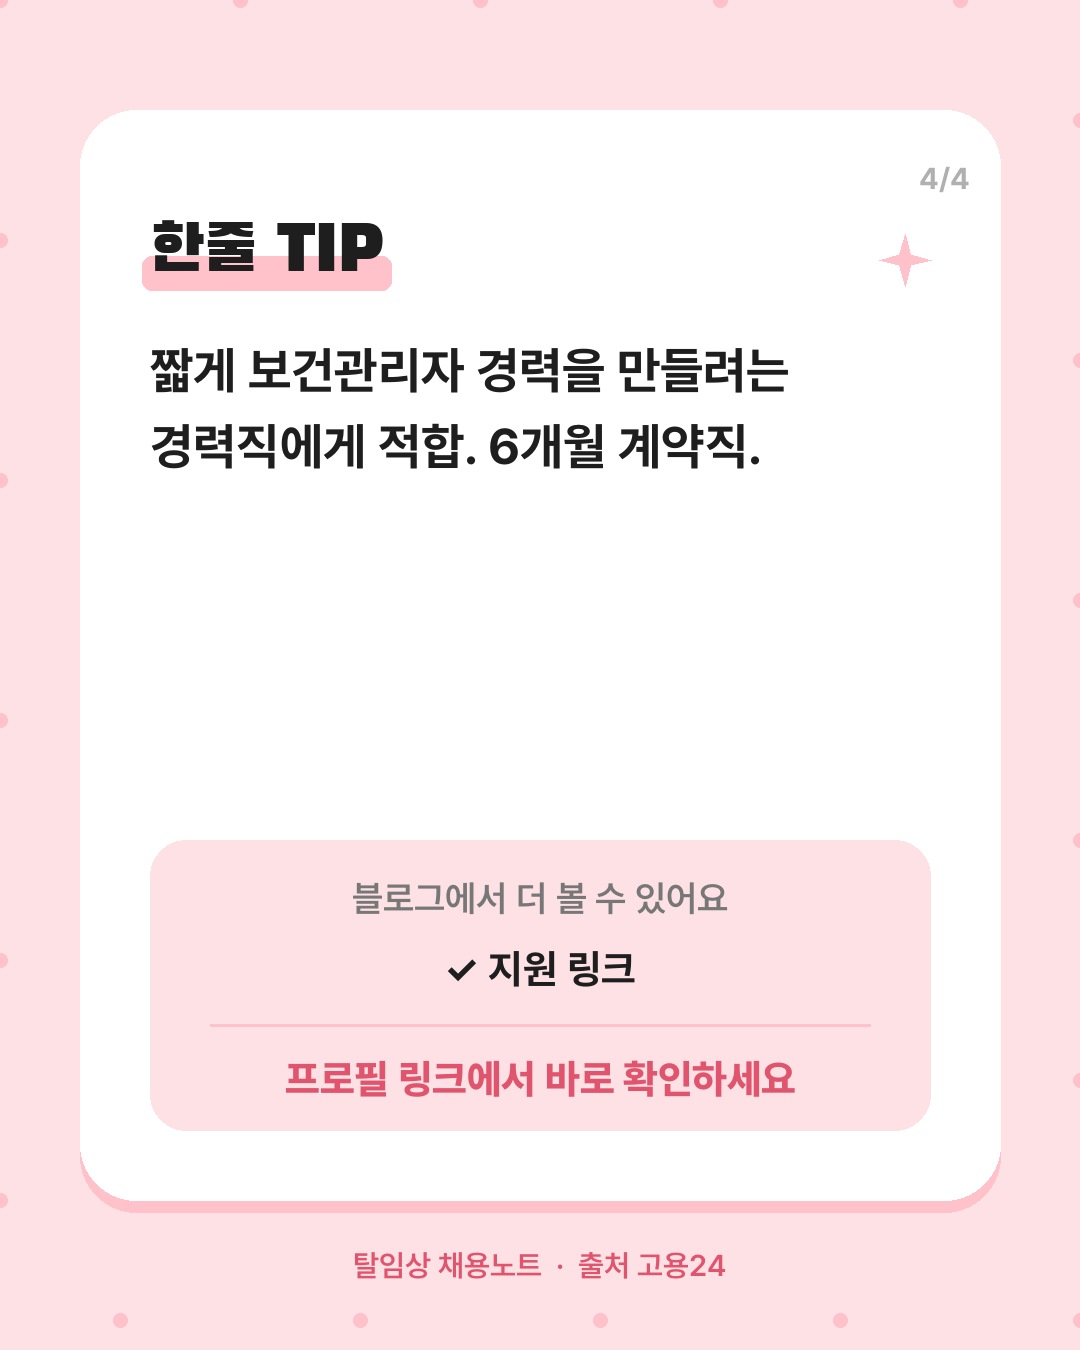 4/4
한줄 TIP
짧게 보건관리자 경력을 만들려는
경력직에게 적합. 6개월 계약직.
블로그에서 더 볼 수 있어요
✓ 지원 링크
프로필 링크에서 바로 확인하세요
탈임상 채용노트 · 출처 고용24